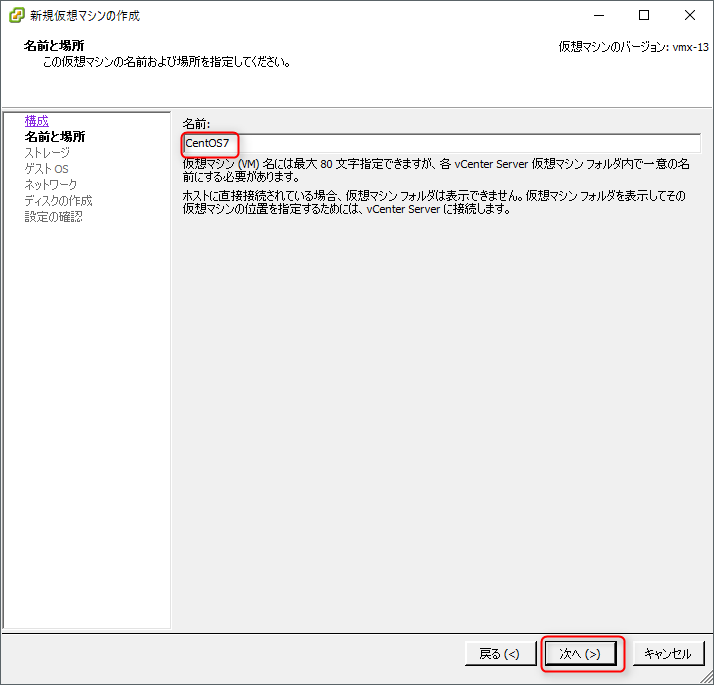 新規仮想マシンの作成
名前と場所
この仮想マシンの名前および場所を指定してください。
仮想マシンのバージョン: vmx-13
構成
名前と場所
ストレージ
ゲスト OS
ネットワーク
ディスクの作成
設定の確認
名前:
CentOS7
仮想マシン (VM) 名には最大 80 文字指定できますが、各 vCenter Server 仮想マシン フォルダ内で一意の名
前にする必要があります。
ホストに直接接続されている場合、仮想マシン フォルダは表示できません。仮想マシン フォルダを表示してその
仮想マシンの位置を指定するためには、vCenter Server に接続します。
戻る (<)
次へ (>)
キャンセル